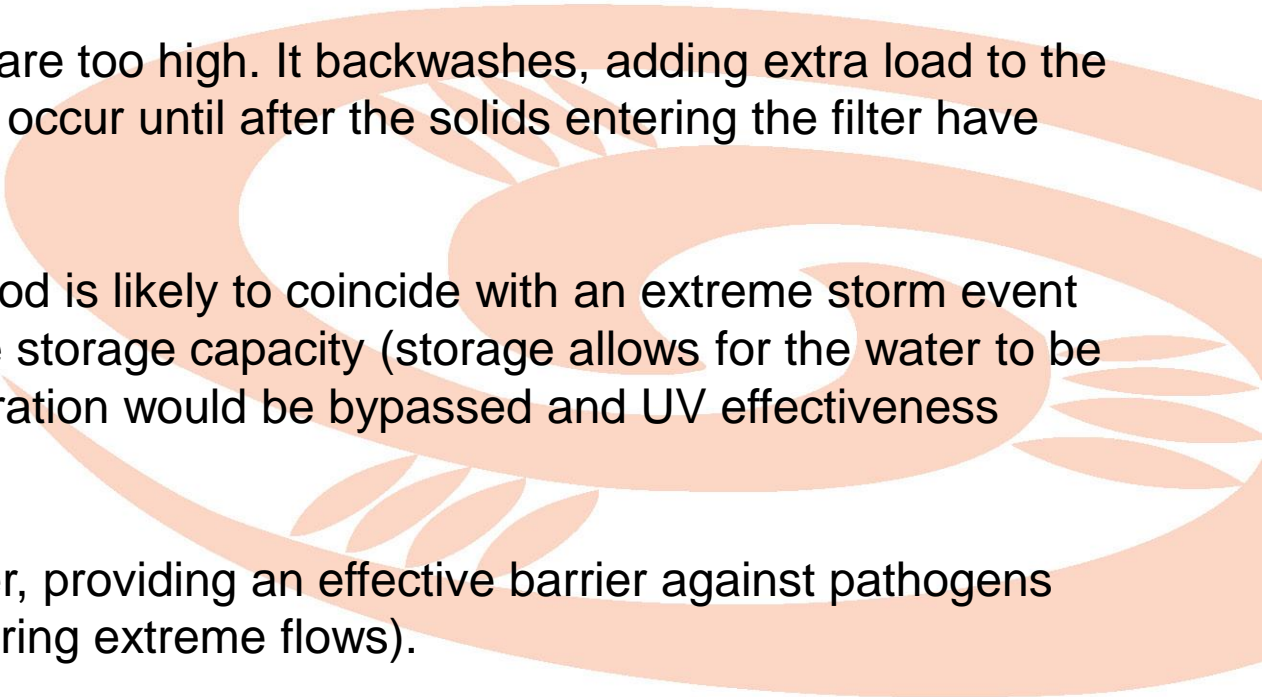 are too high. It backwashes, adding extra load to the
occur until after the solids entering the filter have
od is likely to coincide with an extreme storm event
storage capacity (storage allows for the water to be
ration would be bypassed and UV effectiveness
r, providing an effective barrier against pathogens
ring extreme flows).